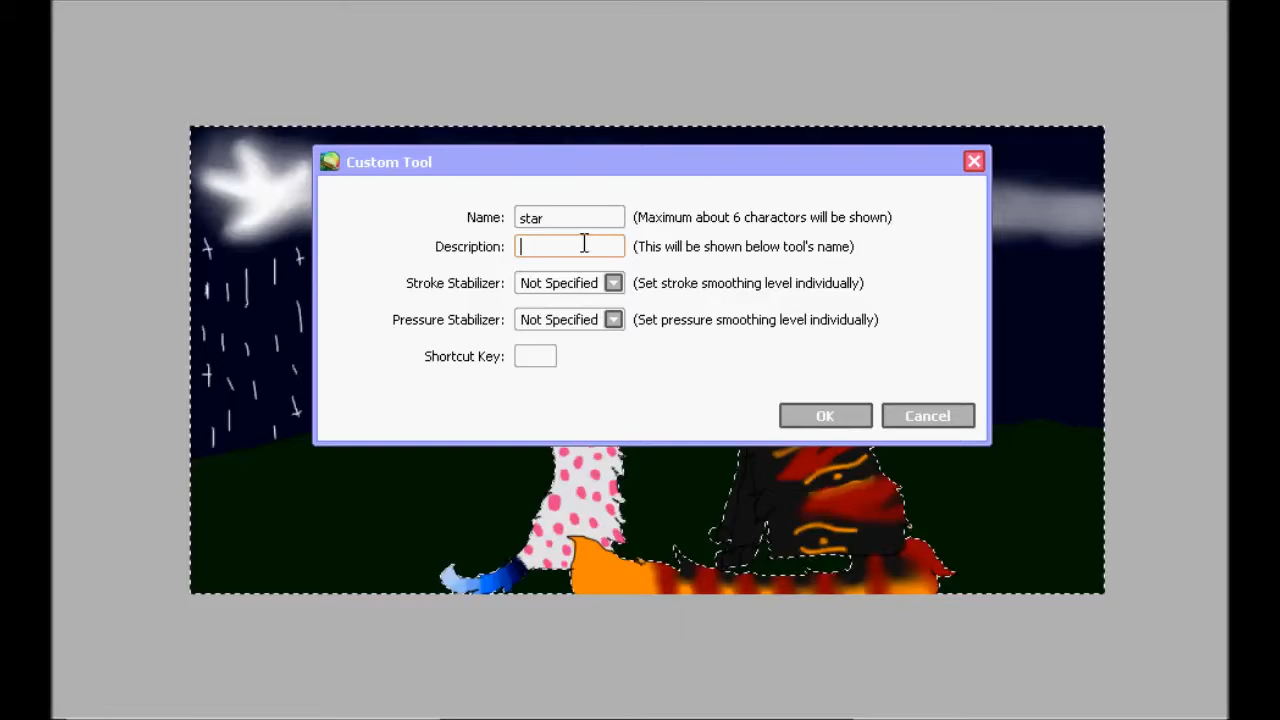 Custom Tool
Name: star (Maximum about 6 charactors will be shown)
Description: (This will be shown below tool's name)
Stroke Stabilizer: Not Specified (Set stroke smoothing level individually)
Pressure Stabilizer: Not Specified (Set pressure smoothing level individually)
Shortcut Key:
OK Cancel